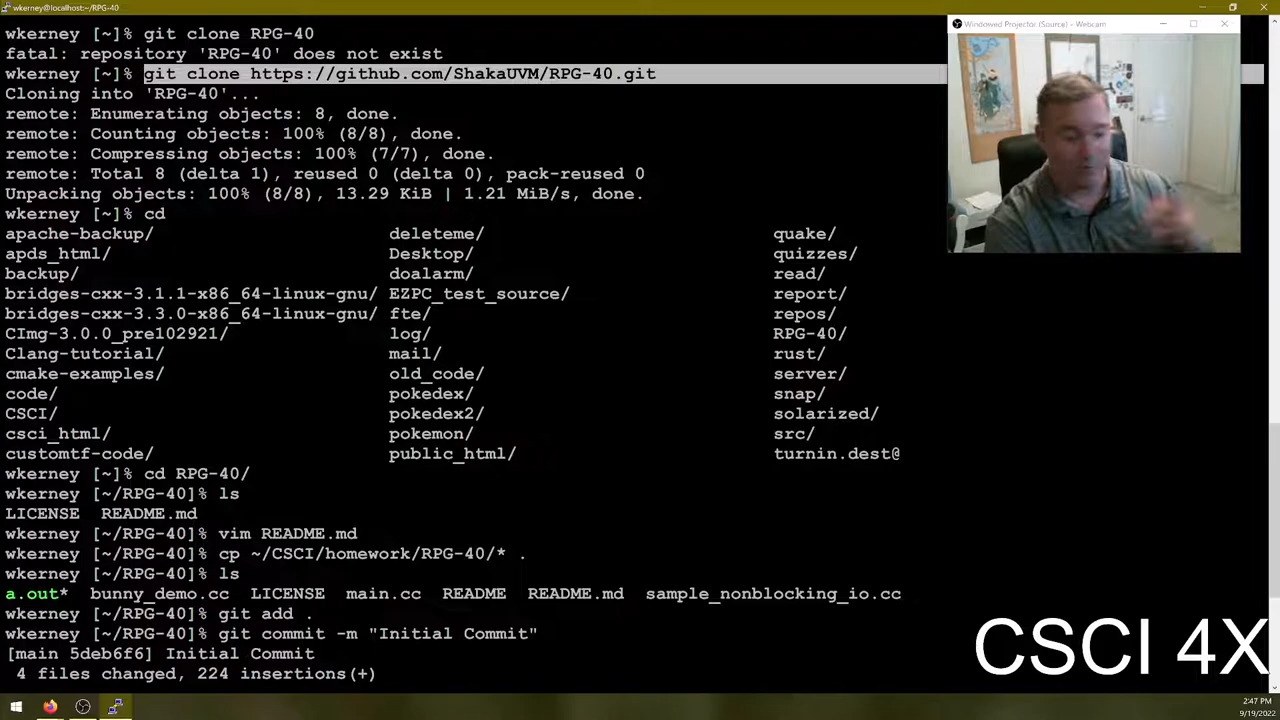 wkerney@localhost:~/RPG-40
wkerney [~]% git clone RPG-40
fatal: repository 'RPG-40' does not exist
wkerney [~]% git clone https://github.com/ShakaUVM/RPG-40.git
Cloning into 'RPG-40'...
remote: Enumerating objects: 8, done.
remote: Counting objects: 100% (8/8), done.
remote: Compressing objects: 100% (7/7), done.
remote: Total 8 (delta 1), reused 0 (delta 0), pack-reused 0
Unpacking objects: 100% (8/8), 13.29 KiB | 1.21 MiB/s, done.
wkerney [~]% cd
apache-backup/ deleteme/ quake/
apds_html/ Desktop/ quizzes/
backup/ doalarm/ read/
bridges-cxx-3.1.1-x86_64-linux-gnu/ EZPC_test_source/ report/
bridges-cxx-3.3.0-x86_64-linux-gnu/ fte/ repos/
CImg-3.0.0_pre102921/ log/ RPG-40/
Clang-tutorial/ mail/ rust/
cmake-examples/ old_code/ server/
code/ pokedex/ snap/
CSCI/ pokedex2/ solarized/
csci_html/ pokemon/ src/
customtf-code/ public_html/ turnin.dest@
wkerney [~]% cd RPG-40/
wkerney [~/RPG-40]% ls
LICENSE README.md
wkerney [~/RPG-40]% vim README.md
wkerney [~/RPG-40]% cp ~/CSCI/homework/RPG-40/* .
wkerney [~/RPG-40]% ls
a.out* bunny_demo.cc LICENSE main.cc README README.md sample_nonblocking_io.cc
wkerney [~/RPG-40]% git add .
wkerney [~/RPG-40]% git commit -m "Initial Commit"
[main 5deb6f6] Initial Commit
4 files changed, 224 insertions(+)
Windowed Projector (Source) - Webcam
CSCI 4X
2:47 PM
9/19/2022